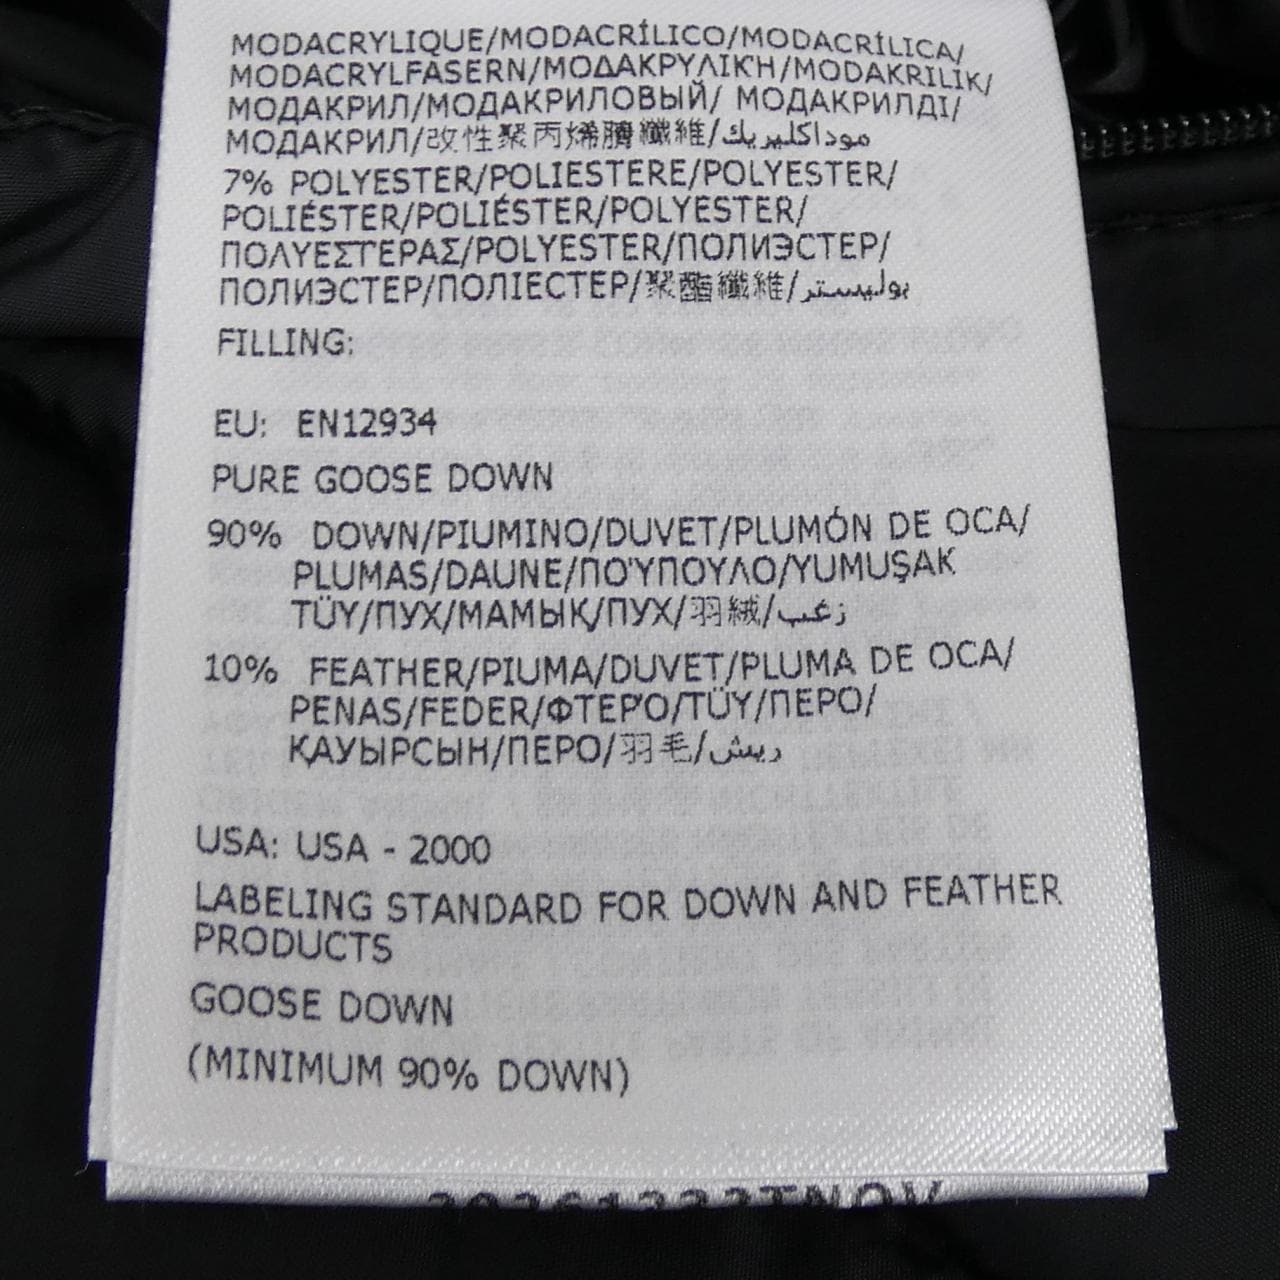 MODACRYLIQUE/MODACRÍLICO/MODACRÍLICA/
MODACRYLFASERN/ΜΟΔΑΚΡΥΛΙΚΉ/MODAKRILIK/
МОДАКРИЛ/МОДАКРИЛОВЫЙ/ МОДАКРИЛДІ/
МОДАКРИЛ/改性聚丙烯腈纖維/موداكليريك
7% POLYESTER/POLIESTERE/POLYESTER/
POLIÉSTER/POLIÉSTER/POLYESTER/
ΠΟΛΥΕΣΤΕΡΑΣ/POLYESTER/ПОЛИЭСТЕР/
ПОЛИЭСТЕР/ПОЛІЕСТЕР/聚酯纖維/بوليستر
FILLING:
EU: EN12934
PURE GOOSE DOWN
90% DOWN/PIUMINO/DUVET/PLUMÓN DE OCA/
PLUMAS/DAUNE/ΠΟΎΠΟΥΛΟ/YUMUŞAK
TÜY/ПУХ/МАМЫҚ/ПУХ/羽絨/زغب
10% FEATHER/PIUMA/DUVET/PLUMA DE OCA/
PENAS/FEDER/ΦΤΕΡΌ/TÜY/ПЕРО/
ҚАУЫРСЫН/ПЕРО/羽毛/ريش
USA: USA - 2000
LABELING STANDARD FOR DOWN AND FEATHER
PRODUCTS
GOOSE DOWN
(MINIMUM 90% DOWN)